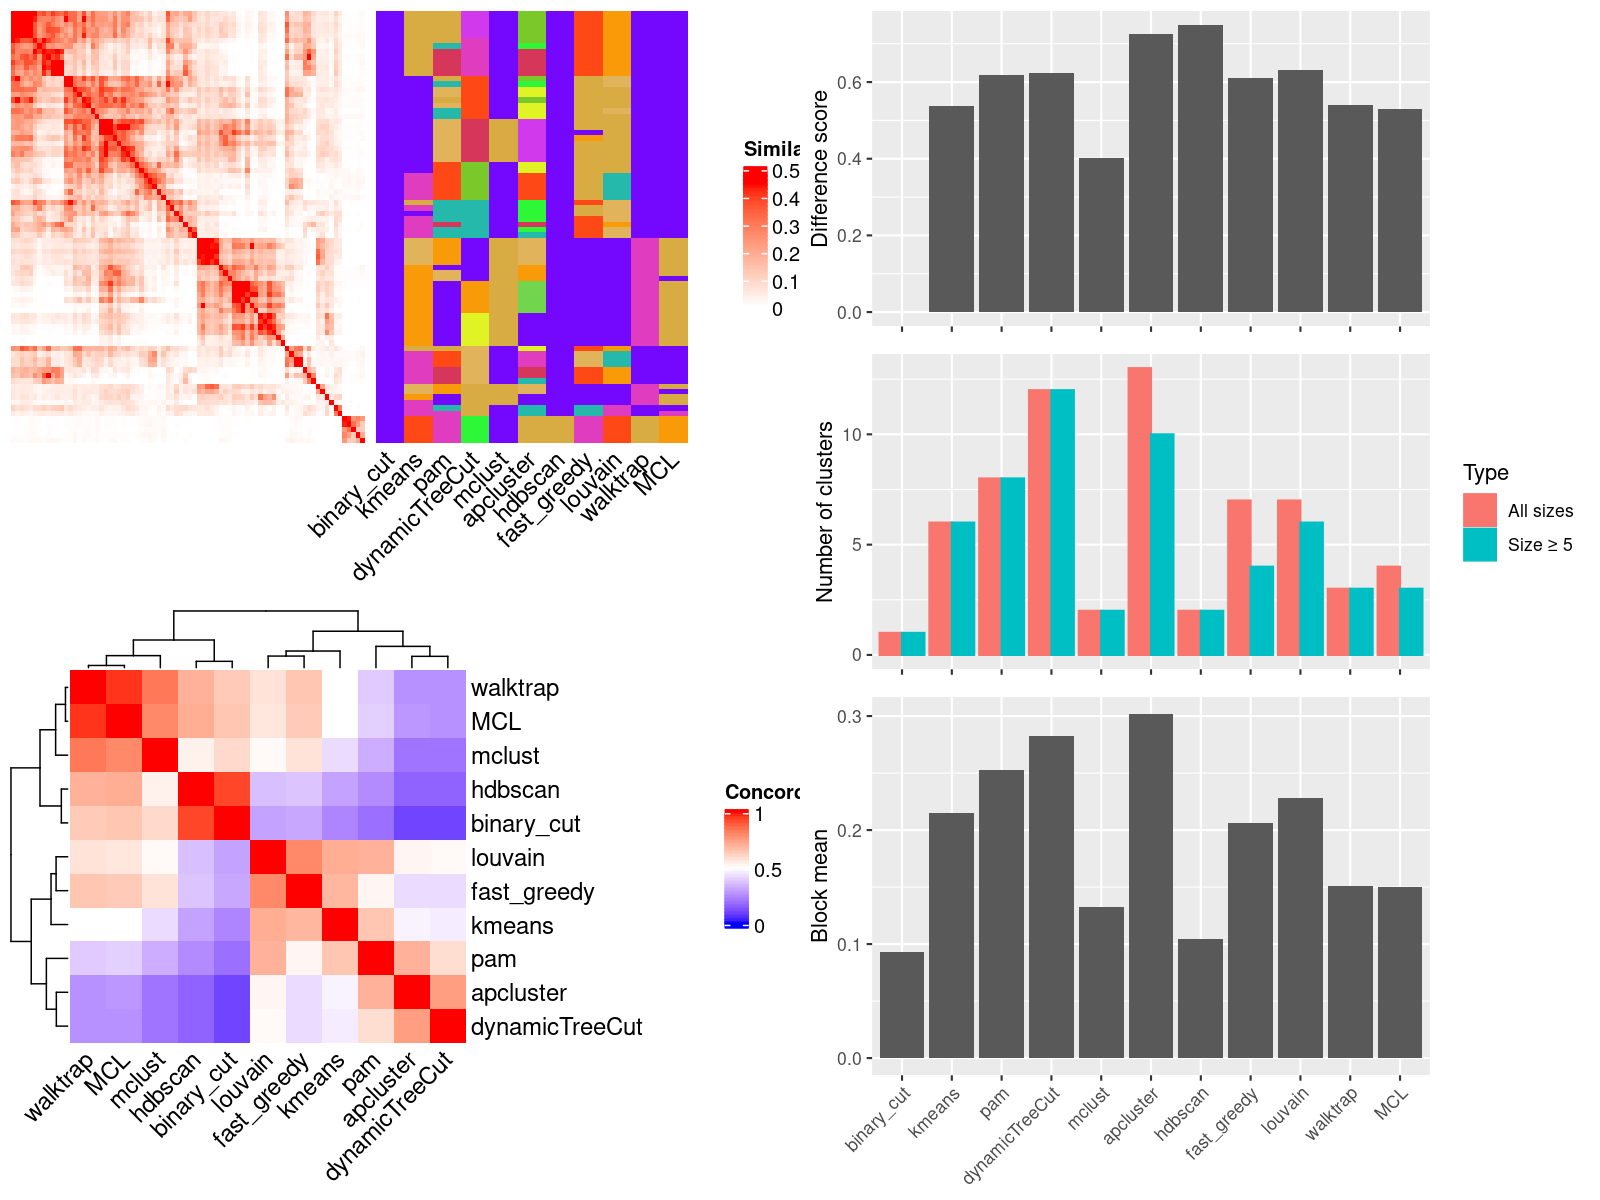 Simila
0.5
0.4
0.3
0.2
0.1
0
binary_cut
kmeans
pam
dynamicTreeCut
mclust
apcluster
hdbscan
fast_greedy
louvain
walktrap
MCL
walktrap
MCL
mclust
hdbscan
binary_cut
louvain
fast_greedy
kmeans
pam
apcluster
dynamicTreeCut
walktrap
MCL
mclust
hdbscan
binary_cut
louvain
fast_greedy
kmeans
pam
apcluster
dynamicTreeCut
Concord
1
0.5
0
Difference score
0.6
0.4
0.2
0.0
Number of clusters
10
5
0
Type
All sizes
Size ≥ 5
Block mean
0.3
0.2
0.1
0.0
binary_cut
kmeans
pam
dynamicTreeCut
mclust
apcluster
hdbscan
fast_greedy
louvain
walktrap
MCL